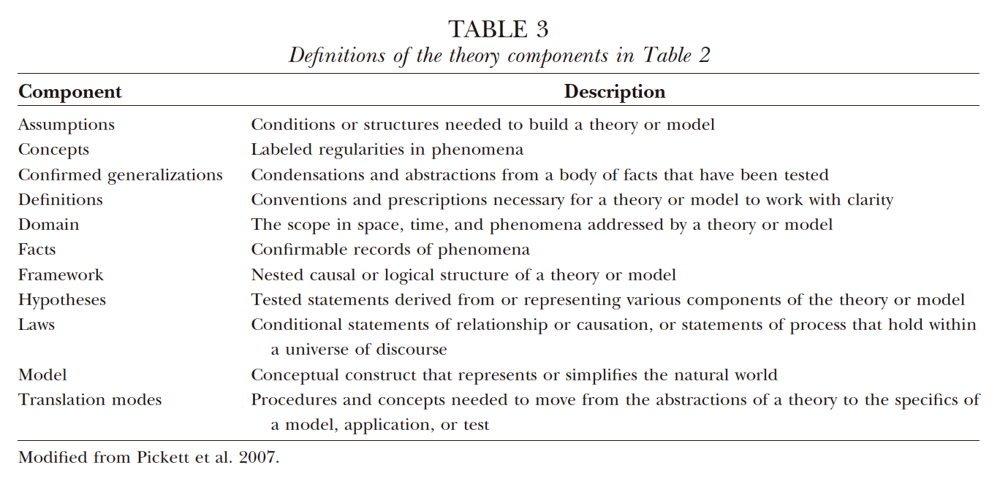 TABLE 3
Definitions of the theory components in Table 2
Component Description
Assumptions Conditions or structures needed to build a theory or model
Concepts Labeled regularities in phenomena
Confirmed generalizations Condensations and abstractions from a body of facts that have been tested
Definitions Conventions and prescriptions necessary for a theory or model to work with clarity
Domain The scope in space, time, and phenomena addressed by a theory or model
Facts Confirmable records of phenomena
Framework Nested causal or logical structure of a theory or model
Hypotheses Tested statements derived from or representing various components of the theory or model
Laws Conditional statements of relationship or causation, or statements of process that hold within
a universe of discourse
Model Conceptual construct that represents or simplifies the natural world
Translation modes Procedures and concepts needed to move from the abstractions of a theory to the specifics of
a model, application, or test
Modified from Pickett et al. 2007.